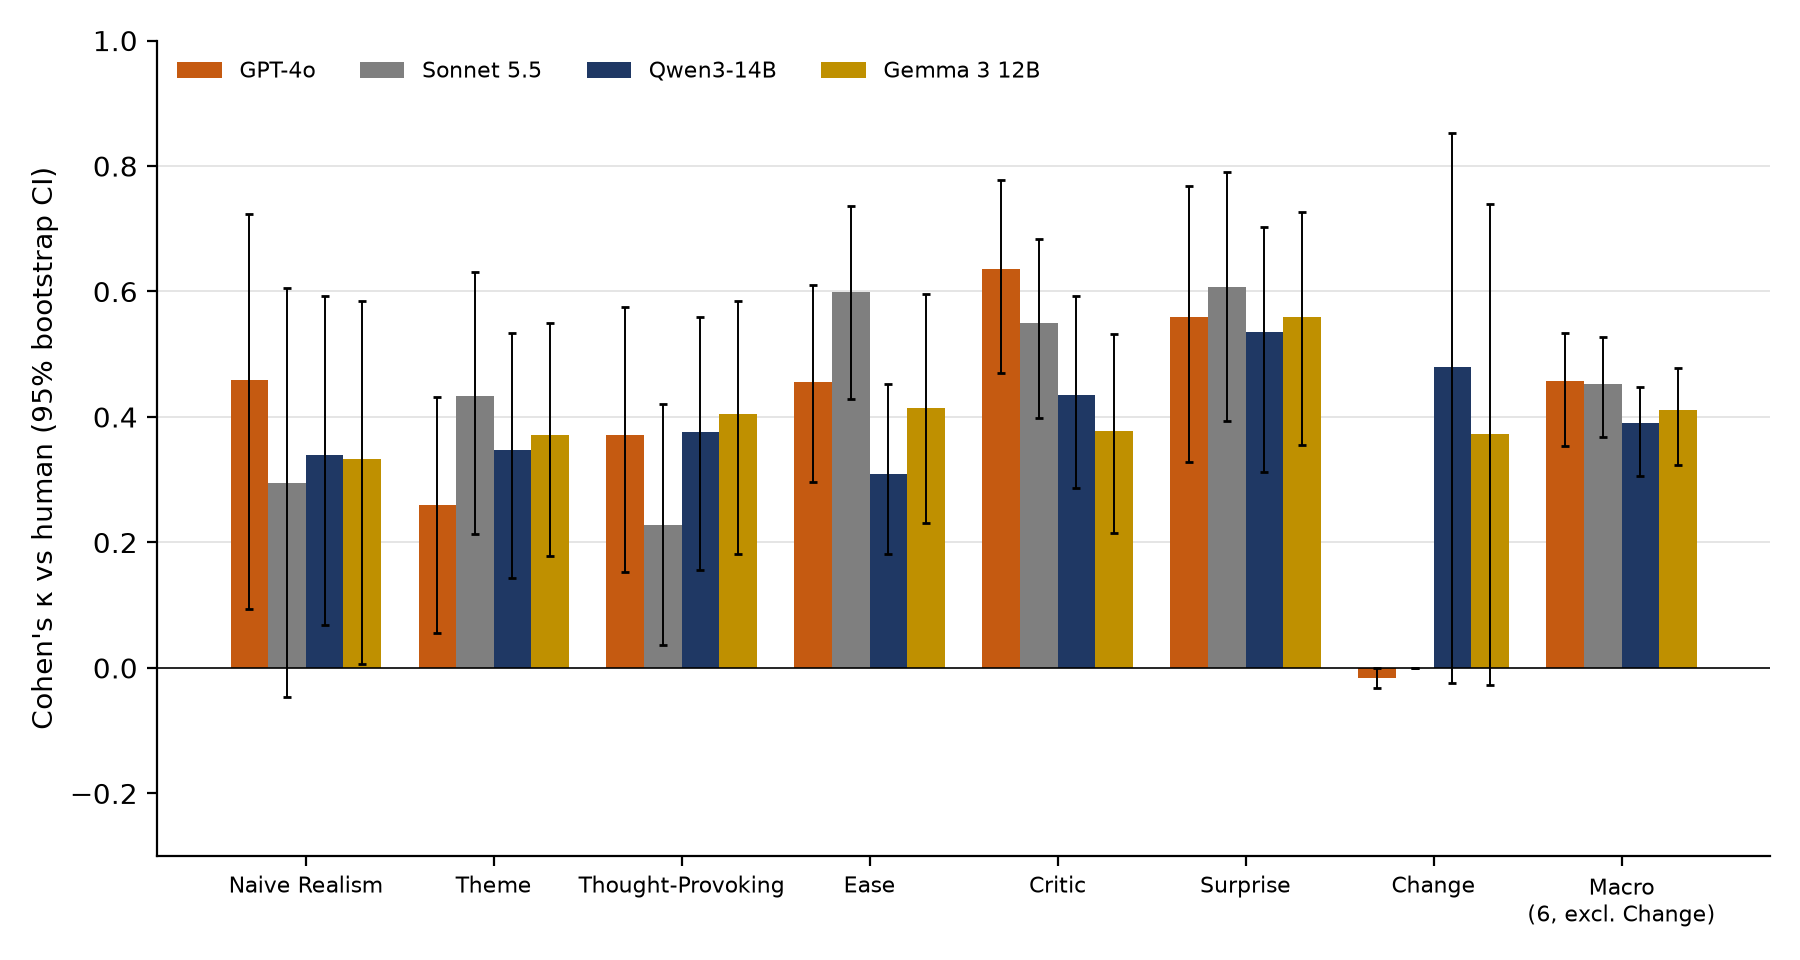 GPT-4o Sonnet 5.5 Qwen3-14B Gemma 3 12B
Cohen's κ vs human (95% bootstrap CI)
1.0
0.8
0.6
0.4
0.2
0.0
−0.2
Naive Realism Theme Thought-Provoking Ease Critic Surprise Change Macro
(6, excl. Change)